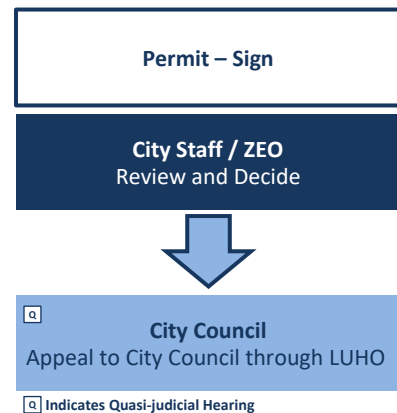 Permit – Sign
City Staff / ZEO
Review and Decide
Q
City Council
Appeal to City Council through LUHO
Q Indicates Quasi-judicial Hearing